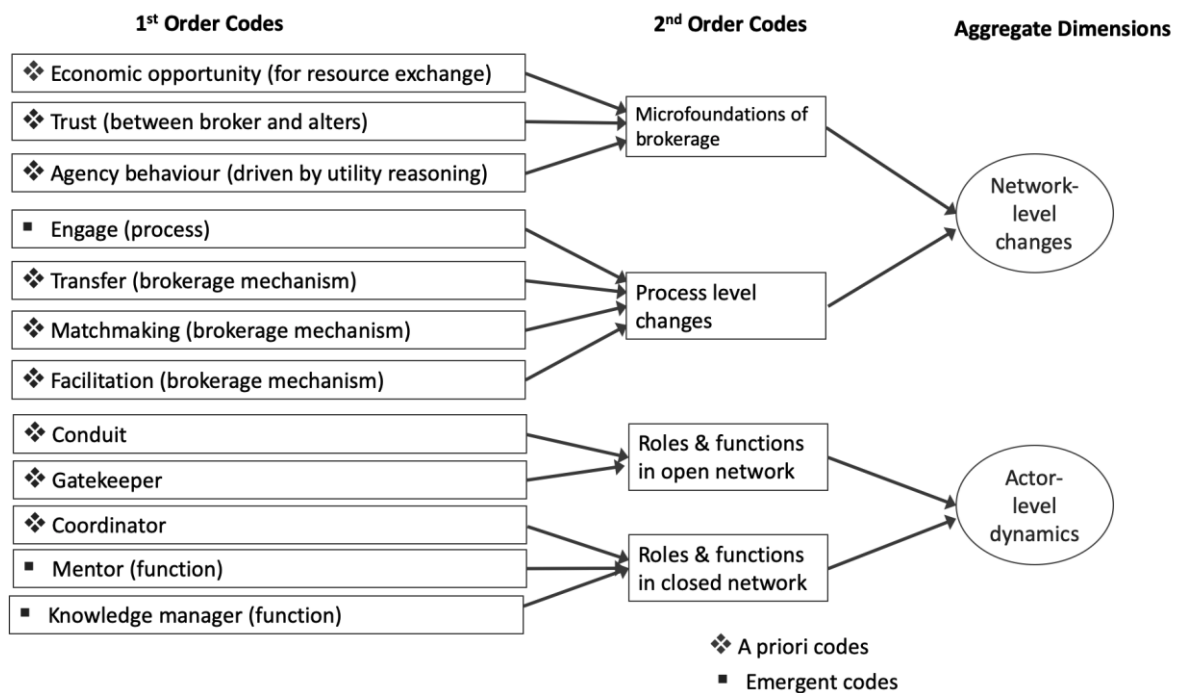 1st Order Codes
2nd Order Codes
Aggregate Dimensions
❖ Economic opportunity (for resource exchange)
❖ Trust (between broker and alters)
❖ Agency behaviour (driven by utility reasoning)
▪ Engage (process)
❖ Transfer (brokerage mechanism)
❖ Matchmaking (brokerage mechanism)
❖ Facilitation (brokerage mechanism)
❖ Conduit
❖ Gatekeeper
❖ Coordinator
▪ Mentor (function)
▪ Knowledge manager (function)
Microfoundations of
brokerage
Process level
changes
Roles & functions
in open network
Roles & functions
in closed network
Network-
level
changes
Actor-
level
dynamics
❖ A priori codes
▪ Emergent codes